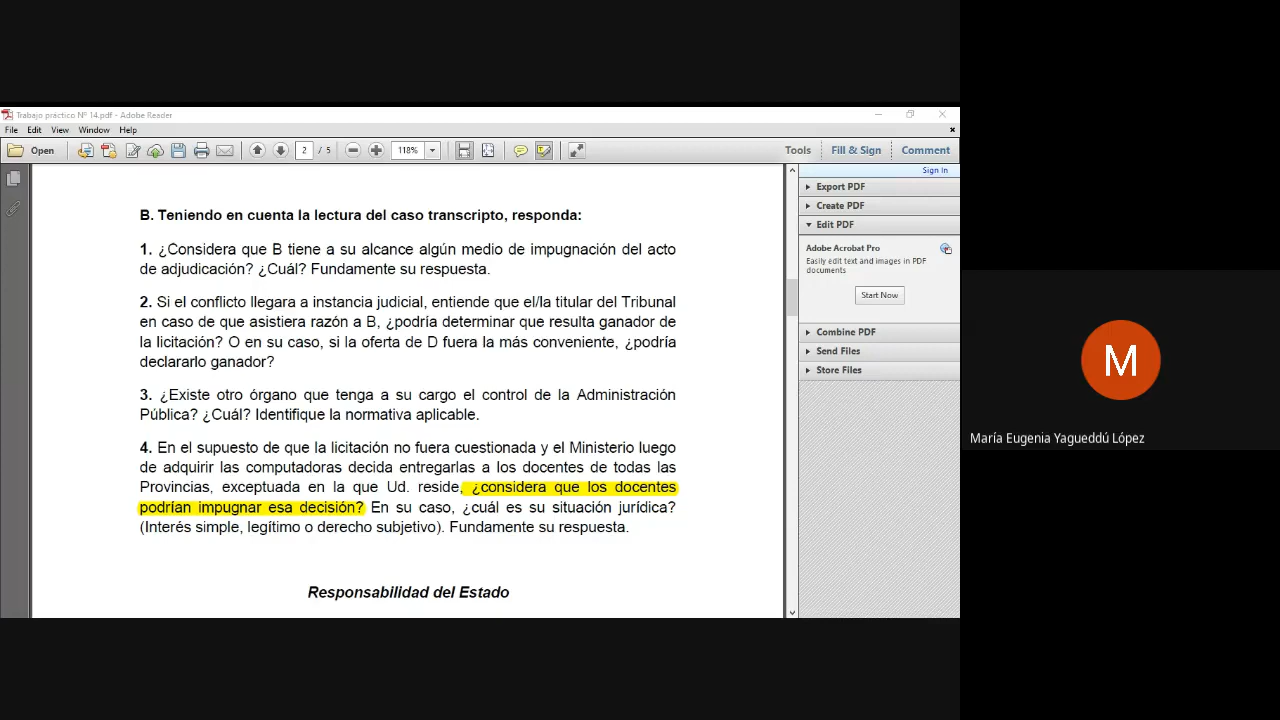 Trabajo práctico Nº 14.pdf - Adobe Reader
File Edit View Window Help
Open 2 / 5 118% Tools Fill & Sign Comment
Sign In
Export PDF
Create PDF
Edit PDF
Adobe Acrobat Pro
Easily edit text and images in PDF
documents
Start Now
Combine PDF
Send Files
Store Files
B. Teniendo en cuenta la lectura del caso transcripto, responda:
1. ¿Considera que B tiene a su alcance algún medio de impugnación del acto
de adjudicación? ¿Cuál? Fundamente su respuesta.
2. Si el conflicto llegara a instancia judicial, entiende que el/la titular del Tribunal
en caso de que asistiera razón a B, ¿podría determinar que resulta ganador de
la licitación? O en su caso, si la oferta de D fuera la más conveniente, ¿podría
declararlo ganador?
3. ¿Existe otro órgano que tenga a su cargo el control de la Administración
Pública? ¿Cuál? Identifique la normativa aplicable.
4. En el supuesto de que la licitación no fuera cuestionada y el Ministerio luego
de adquirir las computadoras decida entregarlas a los docentes de todas las
Provincias, exceptuada en la que Ud. reside, ¿considera que los docentes
podrían impugnar esa decisión? En su caso, ¿cuál es su situación jurídica?
(Interés simple, legítimo o derecho subjetivo). Fundamente su respuesta.
Responsabilidad del Estado
M
María Eugenia Yagueddú López